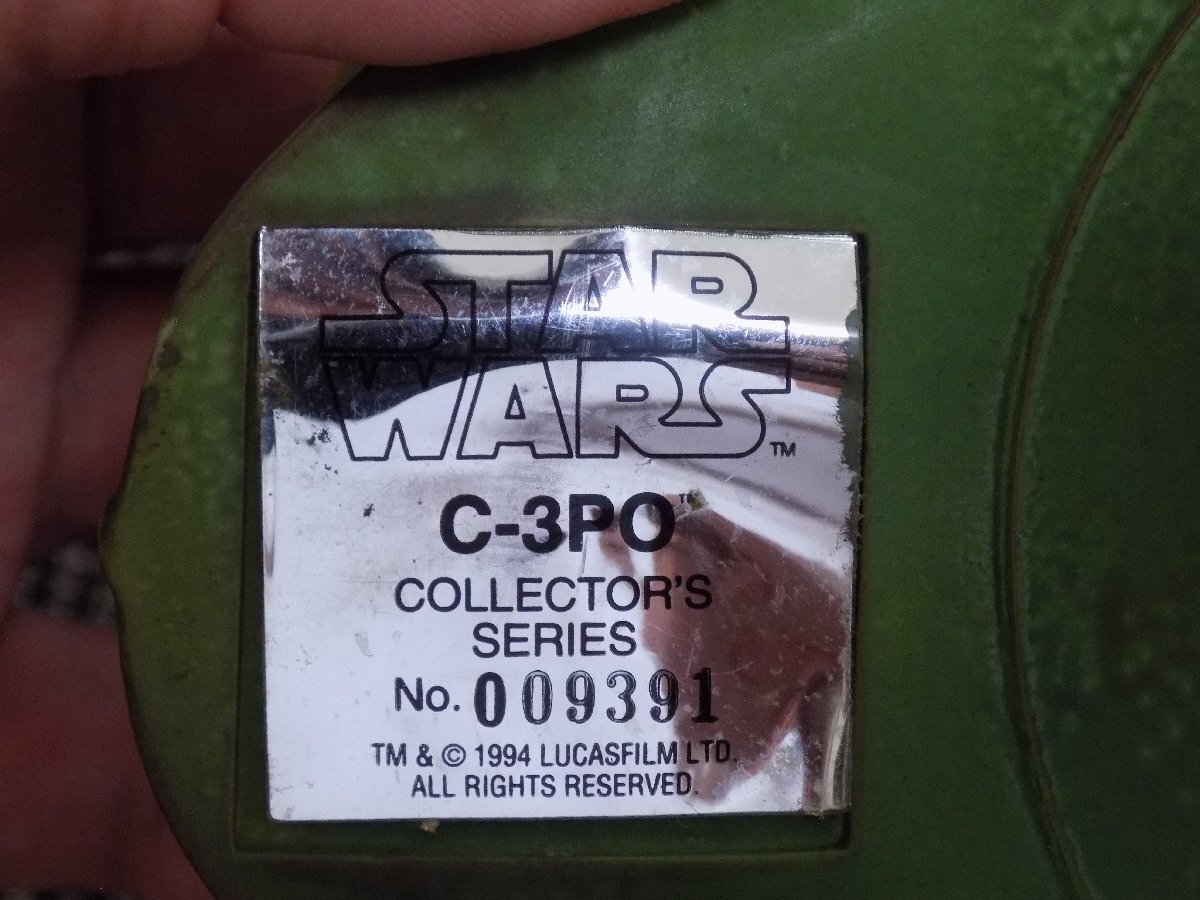 STAR
WARS™
C-3PO™
COLLECTOR'S
SERIES
No. 009391
TM & © 1994 LUCASFILM LTD.
ALL RIGHTS RESERVED.